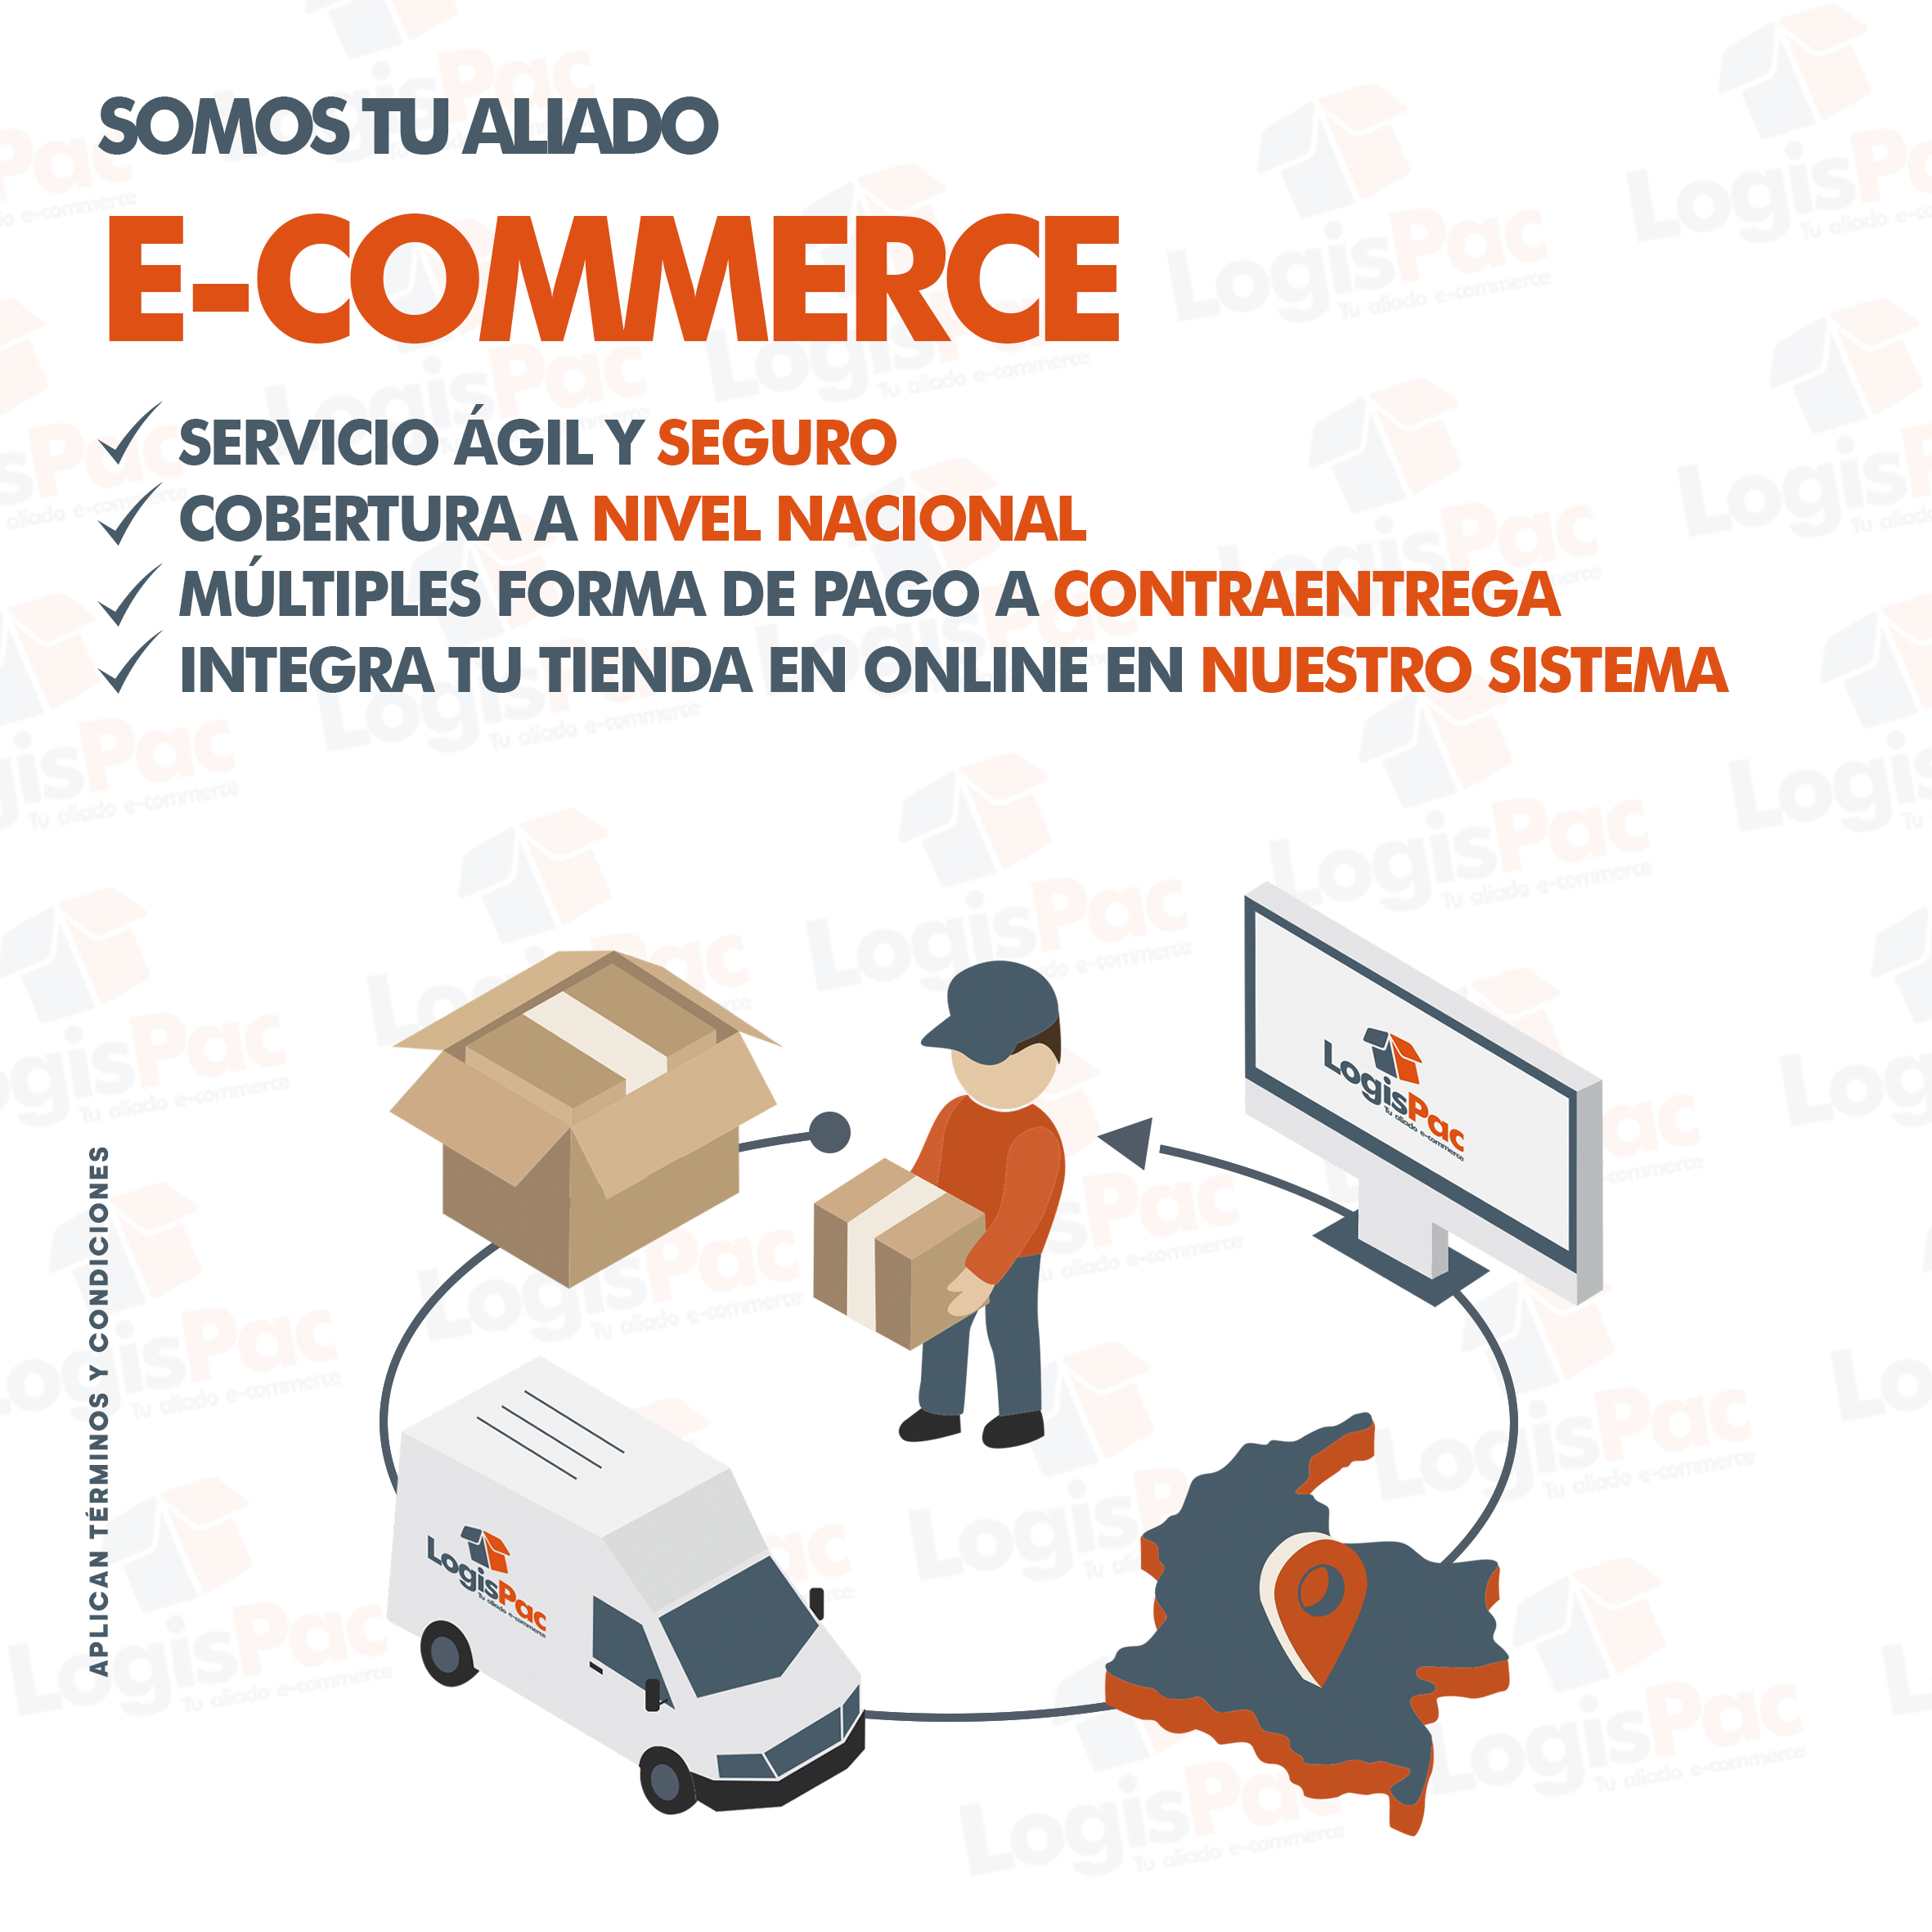 SOMOS TU ALIADO
E-COMMERCE
SERVICIO ÁGIL Y SEGURO
COBERTURA A NIVEL NACIONAL
MÚLTIPLES FORMA DE PAGO A CONTRAENTREGA
INTEGRA TU TIENDA EN ONLINE EN NUESTRO SISTEMA
LogisPac
Tu aliado e-commerce
LogisPac
Tu aliado e-commerce
APLICAN TÉRMINOS Y CONDICIONES